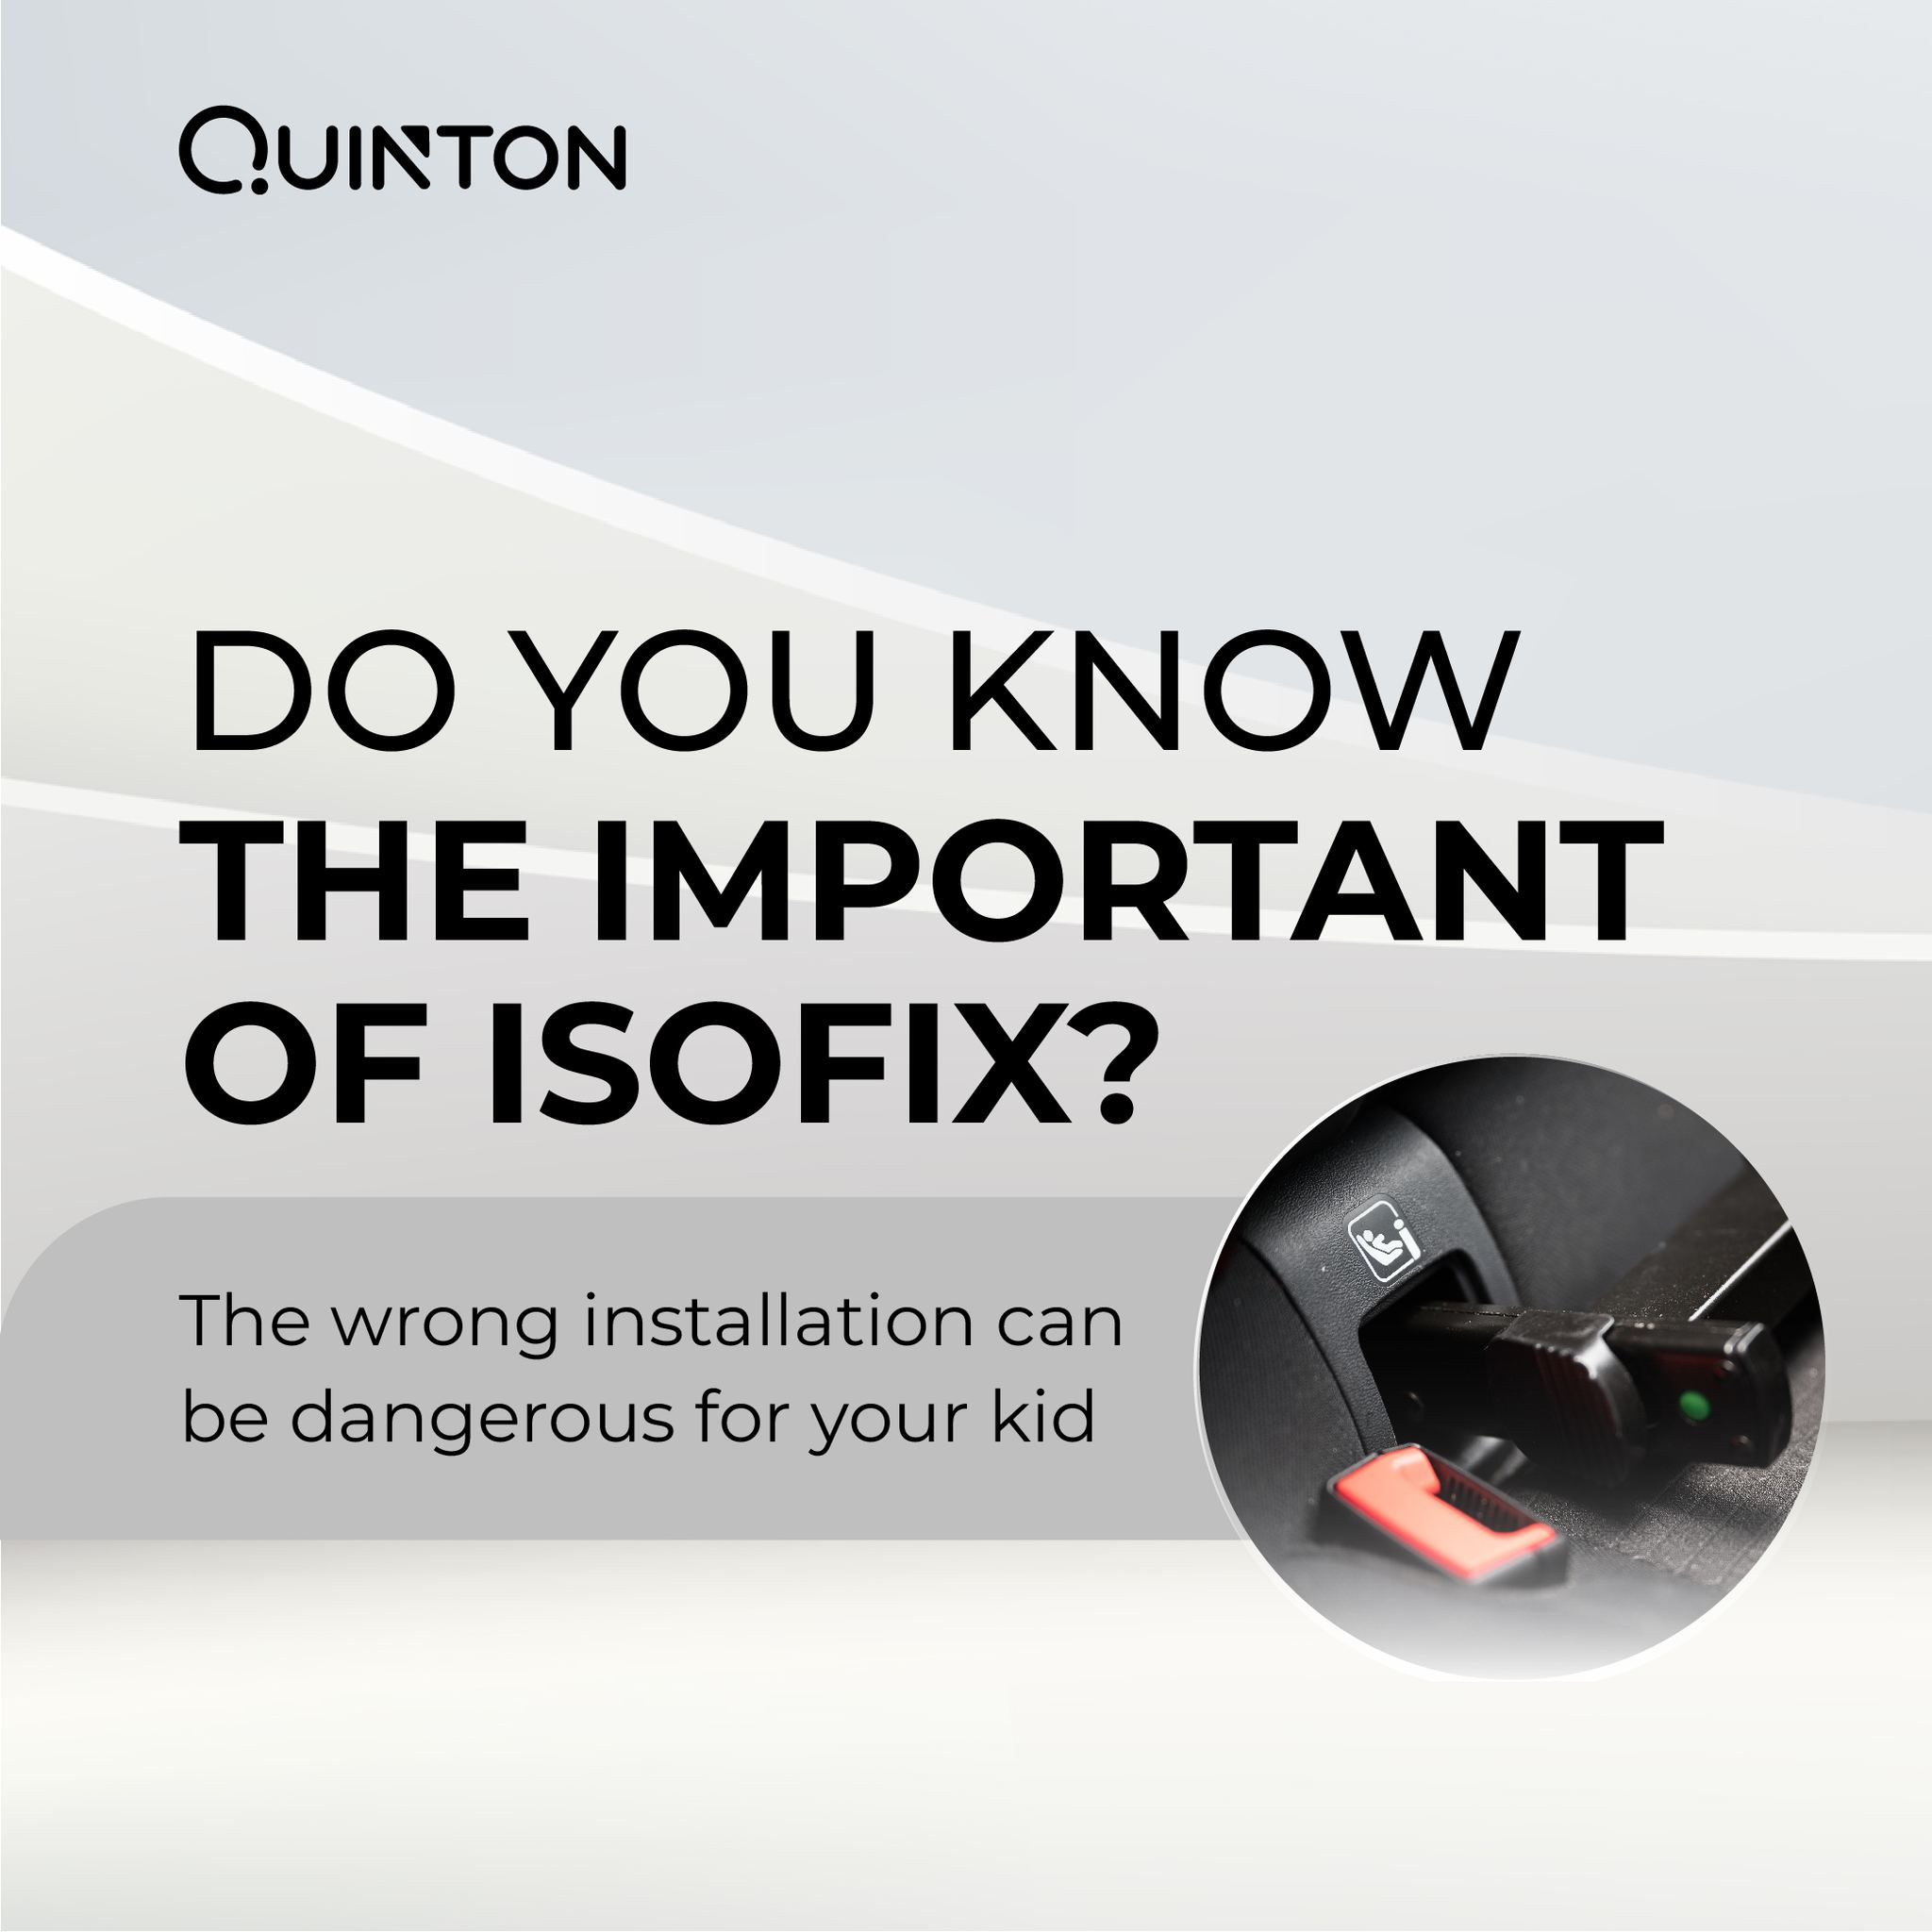 QUINTON
DO YOU KNOW
THE IMPORTANT
OF ISOFIX?
The wrong installation can
be dangerous for your kid